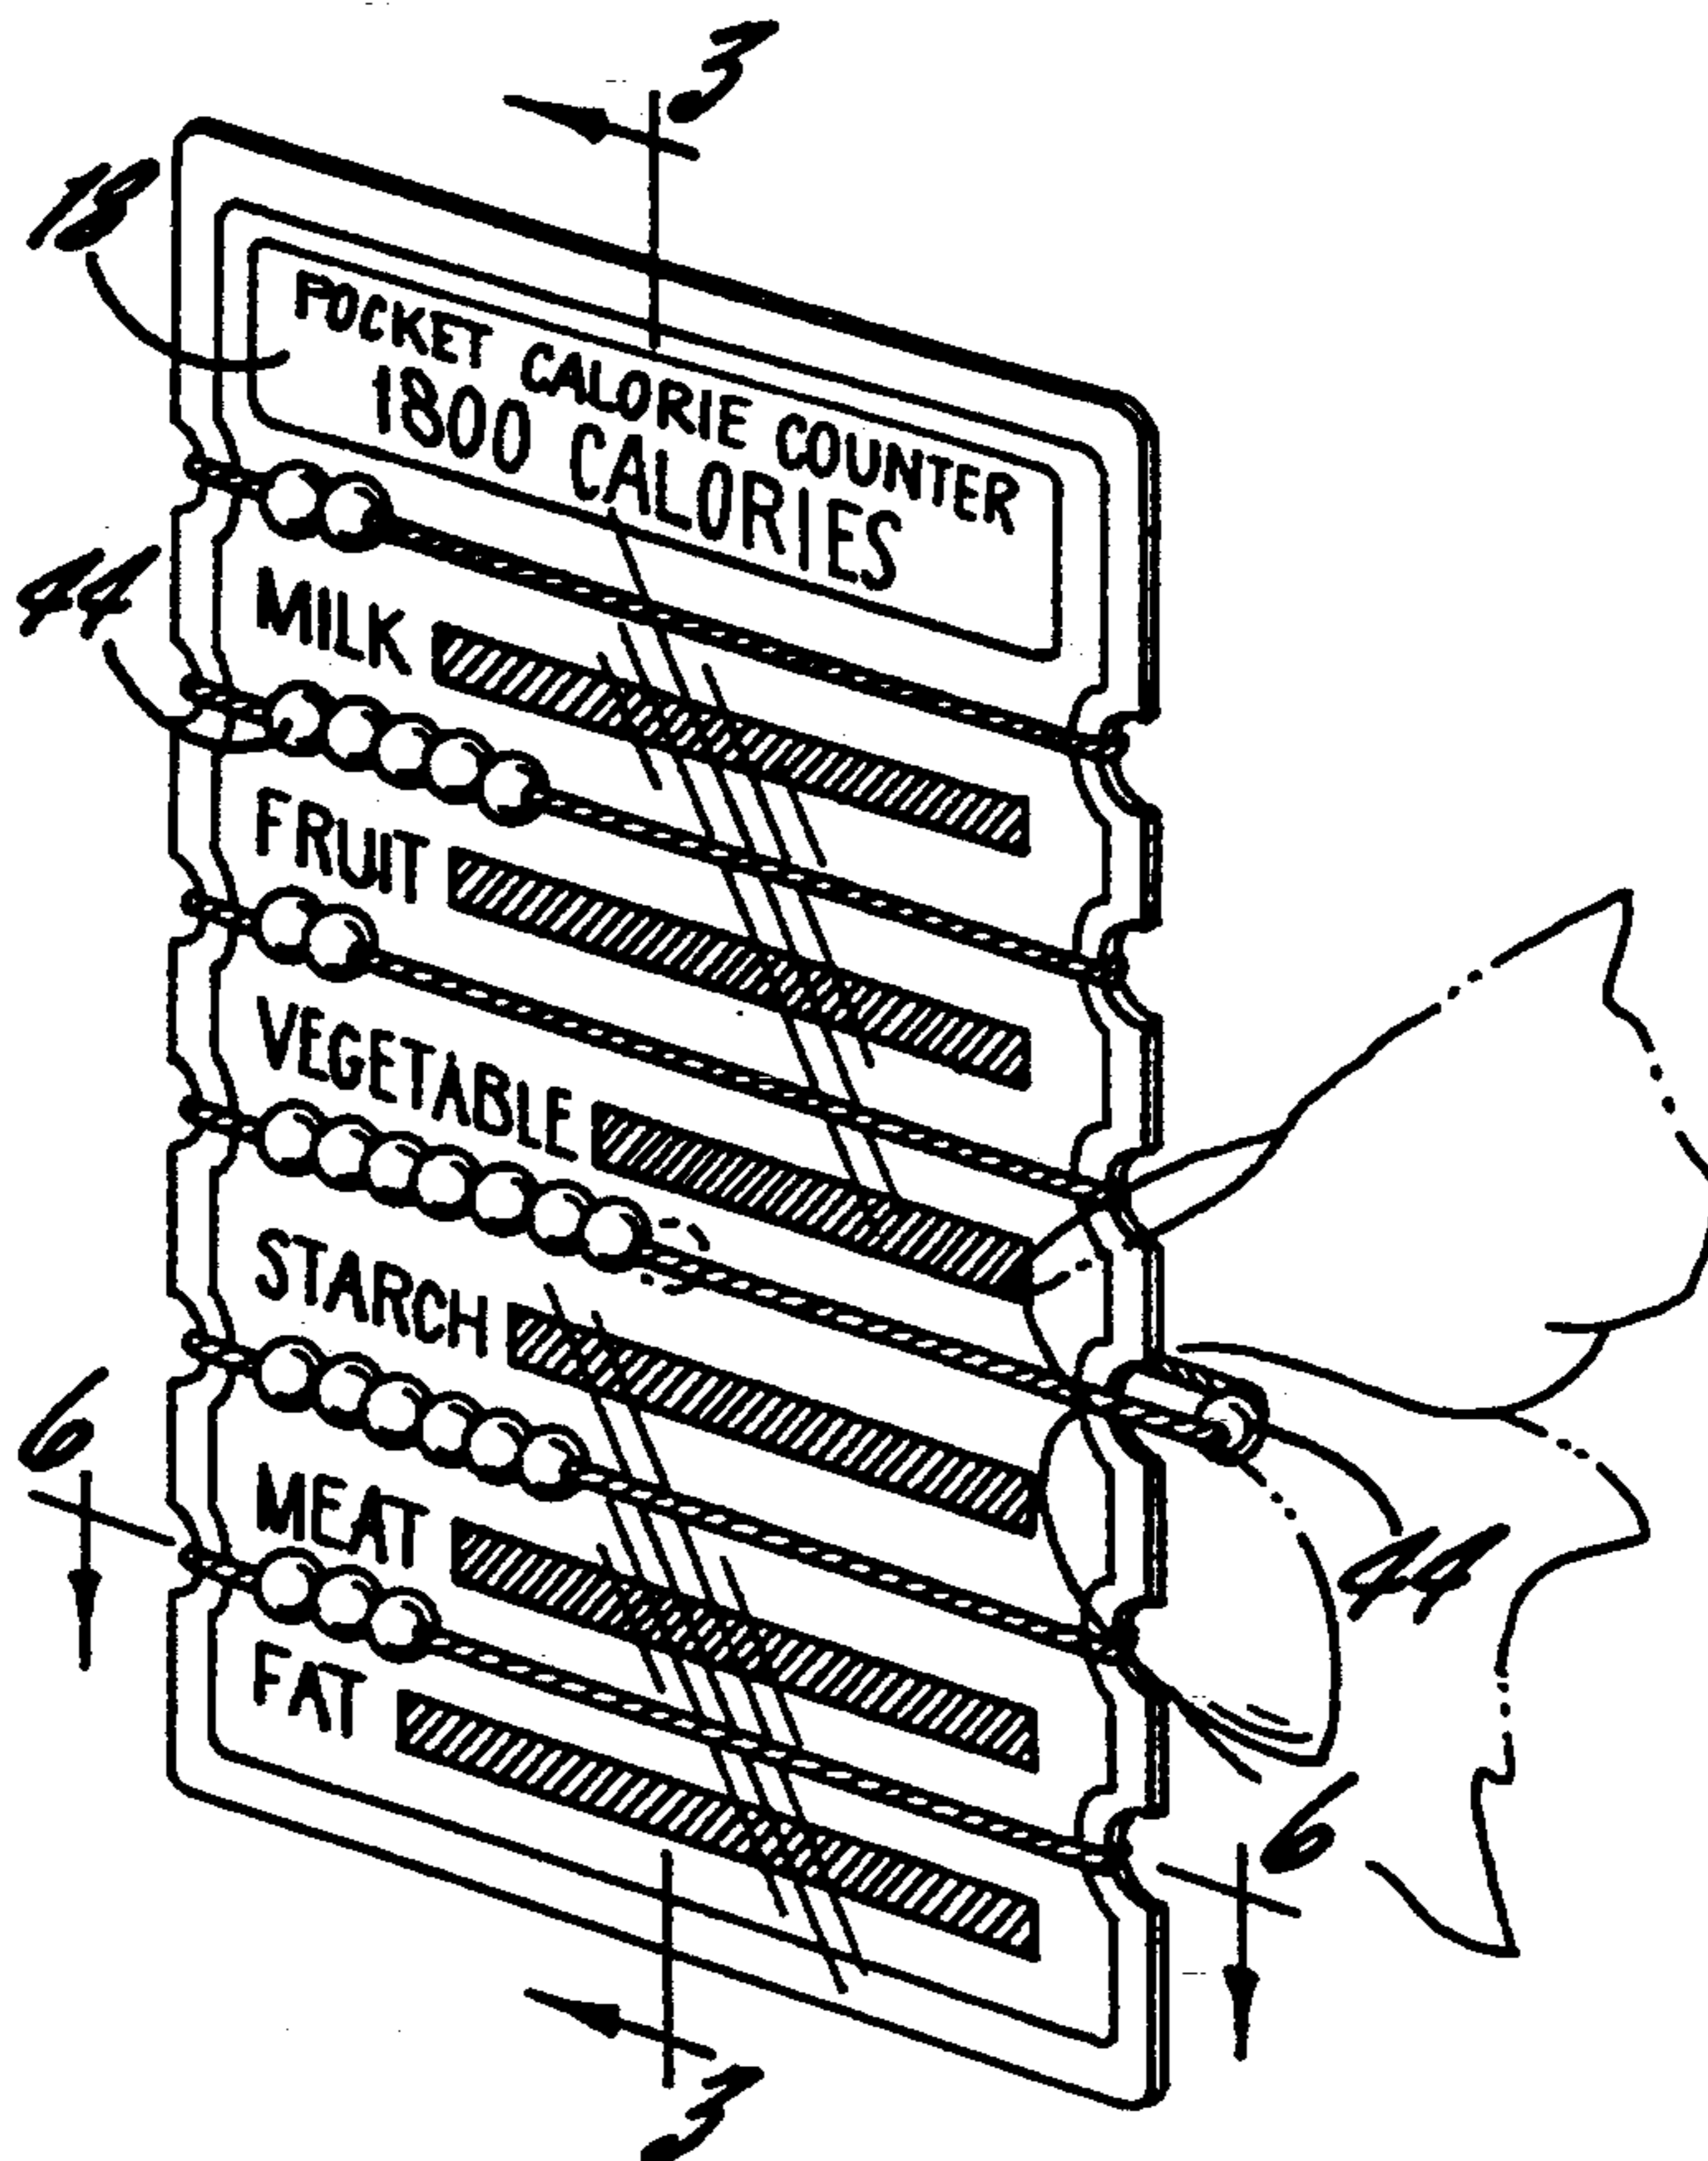 3
18
POCKET CALORIE COUNTER
1800 CALORIES
44
MILK
FRUIT
VEGETABLE
STARCH
6
MEAT
44
FAT
6
3